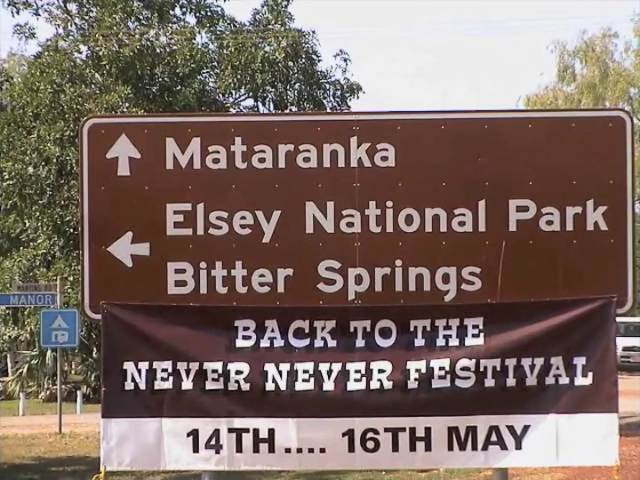 Mataranka
Elsey National Park
Bitter Springs
MANOR
BACK TO THE
NEVER NEVER FESTIVAL
14TH.... 16TH MAY